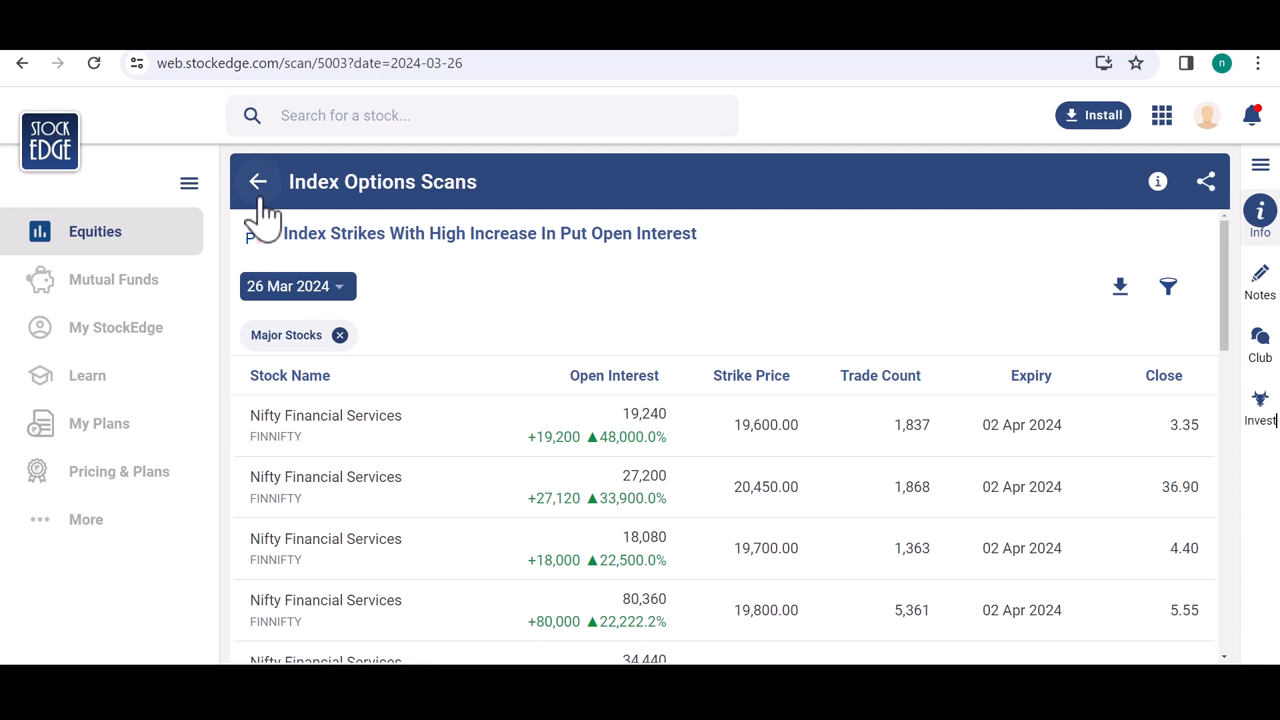 web.stockedge.com/scan/5003?date=2024-03-26
n
STOCK
EDGE
Search for a stock...
Install
Index Options Scans
Index Strikes With High Increase In Put Open Interest
26 Mar 2024
Major Stocks
Equities
Mutual Funds
My StockEdge
Learn
My Plans
Pricing & Plans
More
Stock Name Open Interest Strike Price Trade Count Expiry Close
Nifty Financial Services 19,240
FINNIFTY +19,200 ▲48,000.0% 19,600.00 1,837 02 Apr 2024 3.35
Nifty Financial Services 27,200
FINNIFTY +27,120 ▲33,900.0% 20,450.00 1,868 02 Apr 2024 36.90
Nifty Financial Services 18,080
FINNIFTY +18,000 ▲22,500.0% 19,700.00 1,363 02 Apr 2024 4.40
Nifty Financial Services 80,360
FINNIFTY +80,000 ▲22,222.2% 19,800.00 5,361 02 Apr 2024 5.55
Nifty Financial Services 34,440
Info
Notes
Club
Invest